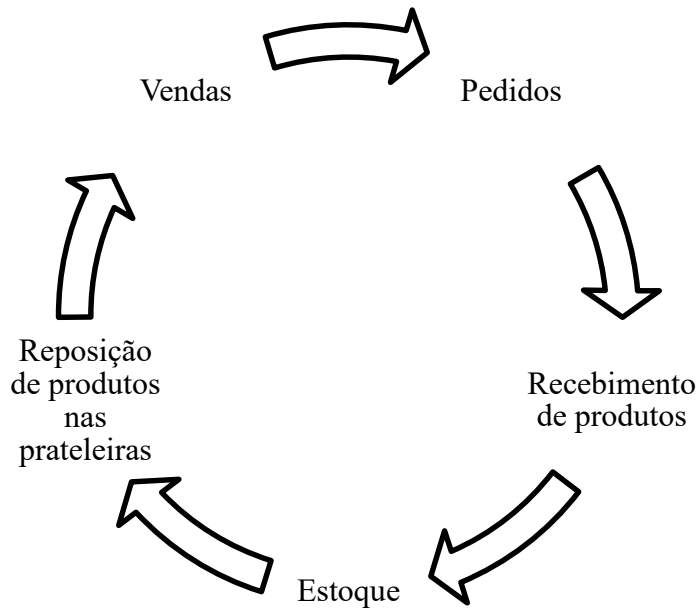 Vendas
Pedidos
Recebimento
de produtos
Estoque
Reposição
de produtos
nas
prateleiras